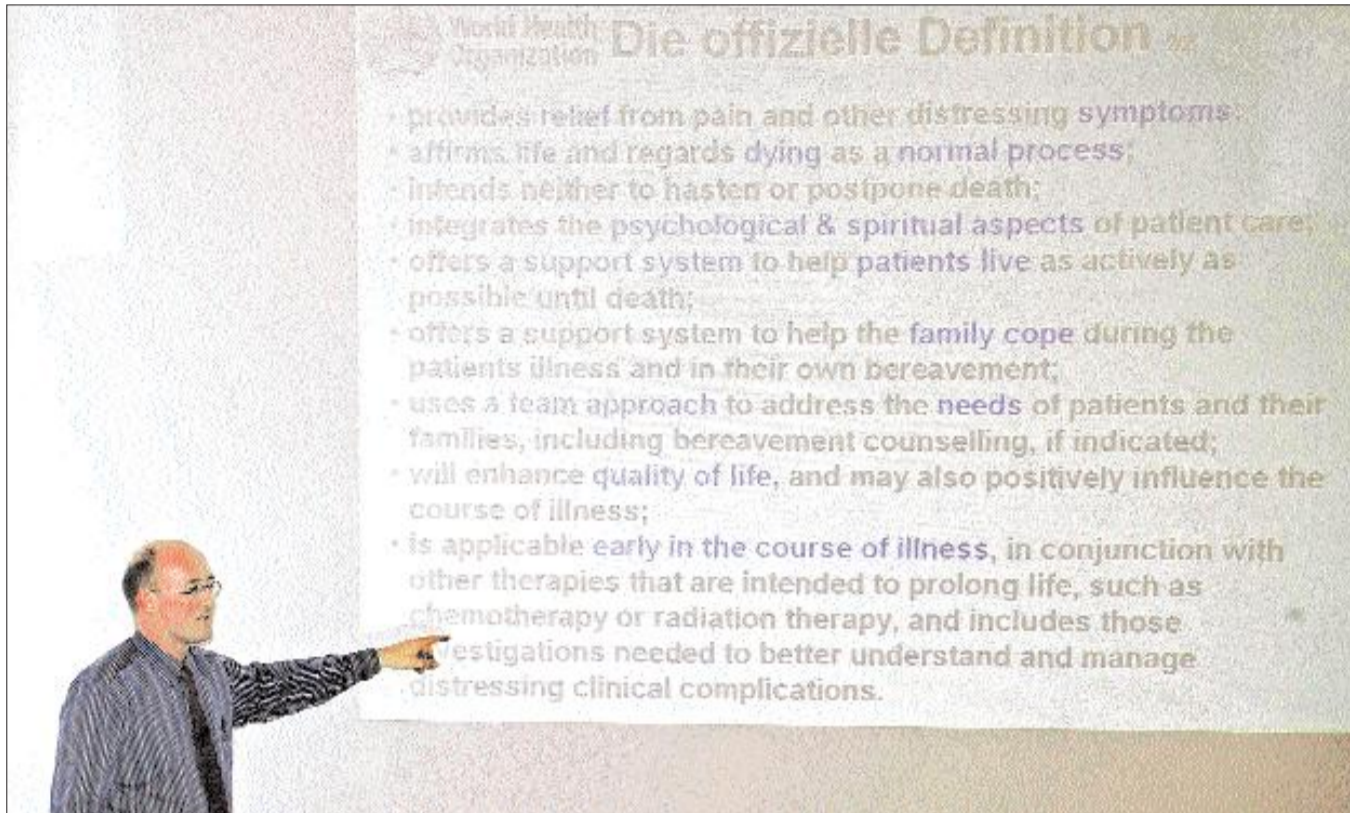 World Health
Organization
Die offizielle Definition
• provides relief from pain and other distressing symptoms;
• affirms life and regards dying as a normal process;
• intends neither to hasten or postpone death;
• integrates the psychological & spiritual aspects of patient care;
• offers a support system to help patients live as actively as
possible until death;
• offers a support system to help the family cope during the
patients illness and in their own bereavement;
• uses a team approach to address the needs of patients and their
families, including bereavement counselling, if indicated;
• will enhance quality of life, and may also positively influence the
course of illness;
• is applicable early in the course of illness, in conjunction with
other therapies that are intended to prolong life, such as
chemotherapy or radiation therapy, and includes those
investigations needed to better understand and manage
distressing clinical complications.